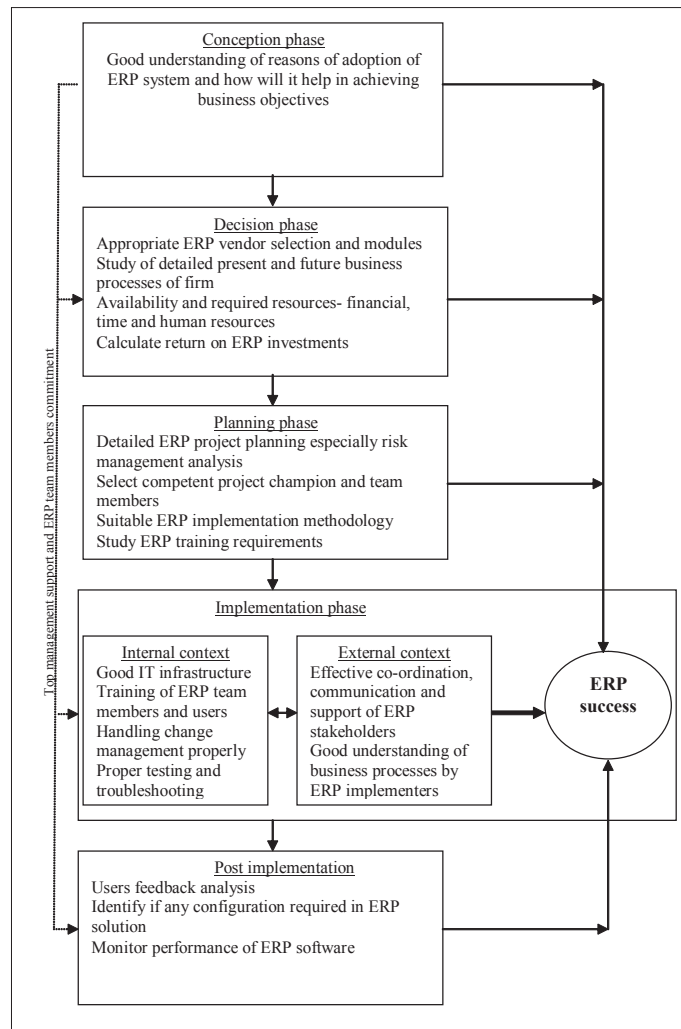 Conception phase
Good understanding of reasons of adoption of
ERP system and how will it help in achieving
business objectives
Decision phase
Appropriate ERP vendor selection and modules
Study of detailed present and future business
processes of firm
Availability and required resources- financial,
time and human resources
Calculate return on ERP investments
Top management support and ERP team members commitment
Planning phase
Detailed ERP project planning especially risk
management analysis
Select competent project champion and team
members
Suitable ERP implementation methodology
Study ERP training requirements
Implementation phase
Internal context
Good IT infrastructure
Training of ERP team
members and users
Handling change
management properly
Proper testing and
troubleshooting
External context
Effective co-ordination,
communication and
support of ERP
stakeholders
Good understanding of
business processes by
ERP implementers
ERP
success
Post implementation
Users feedback analysis
Identify if any configuration required in ERP
solution
Monitor performance of ERP software